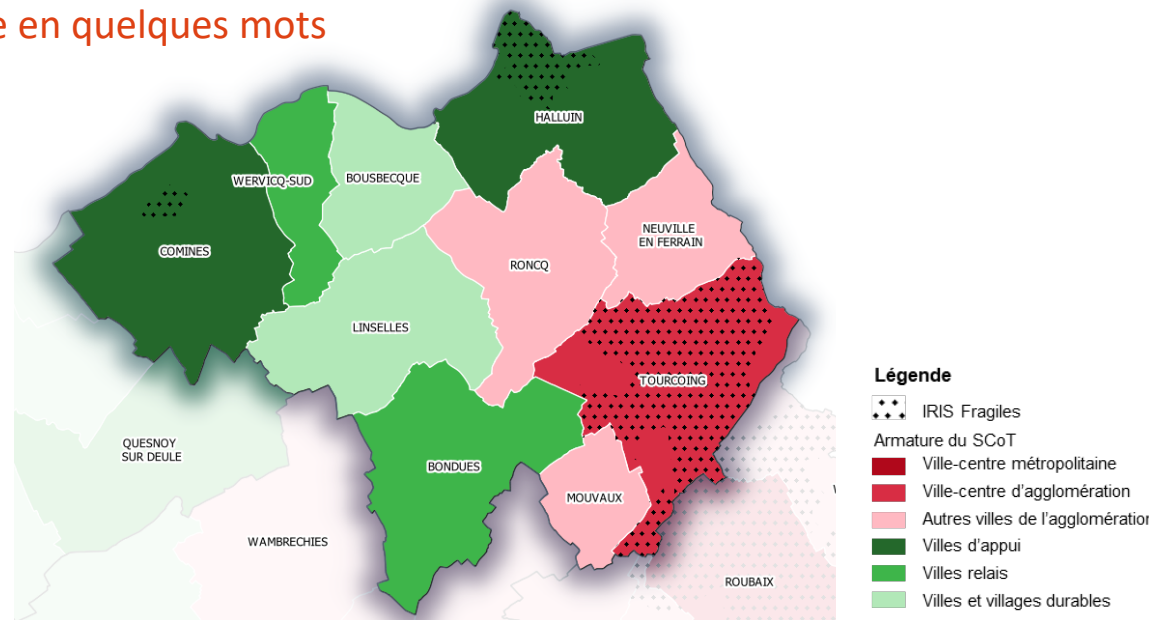 e en quelques mots
HALLUIN
WERVICQ-SUD
BOUSBECQUE
NEUVILLE
EN FERRAIN
COMINES
RONCQ
LINSELLES
TOURCOING
QUESNOY
SUR DEULE
BONDUES
MOUVAUX
WAMBRECHIES
ROUBAIX
Légende
IRIS Fragiles
Armature du SCoT
Ville-centre métropolitaine
Ville-centre d'agglomération
Autres villes de l'agglomération
Villes d'appui
Villes relais
Villes et villages durables